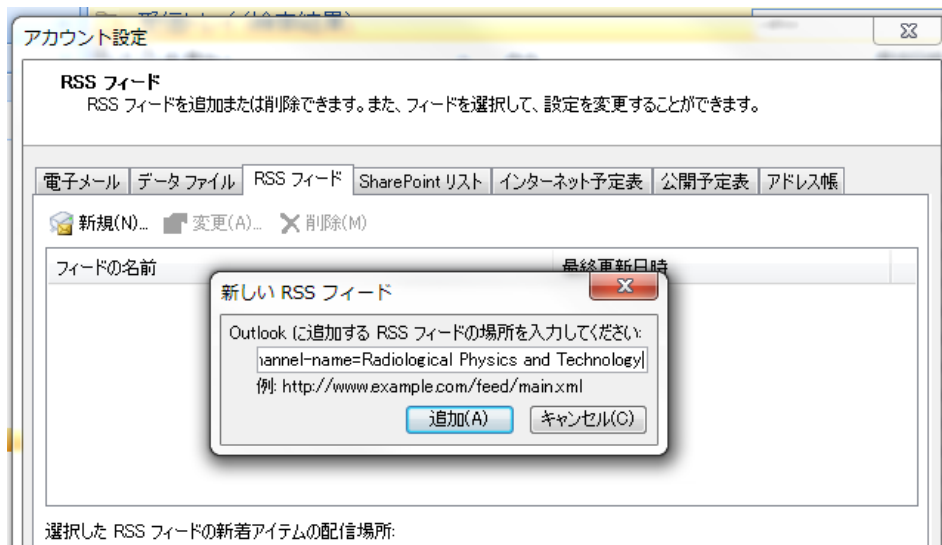 アカウント設定
RSS フィード
RSS フィードを追加または削除できます。また、フィードを選択して、設定を変更することができます。
電子メール データ ファイル RSS フィード SharePoint リスト インターネット予定表 公開予定表 アドレス帳
新規(N)... 変更(A)... 削除(M)
フィードの名前 最終更新日時
新しい RSS フィード
Outlook に追加する RSS フィードの場所を入力してください:
annel-name=Radiological Physics and Technology
例: http://www.example.com/feed/main.xml
追加(A) キャンセル(C)
選択した RSS フィードの新着アイテムの配信場所: